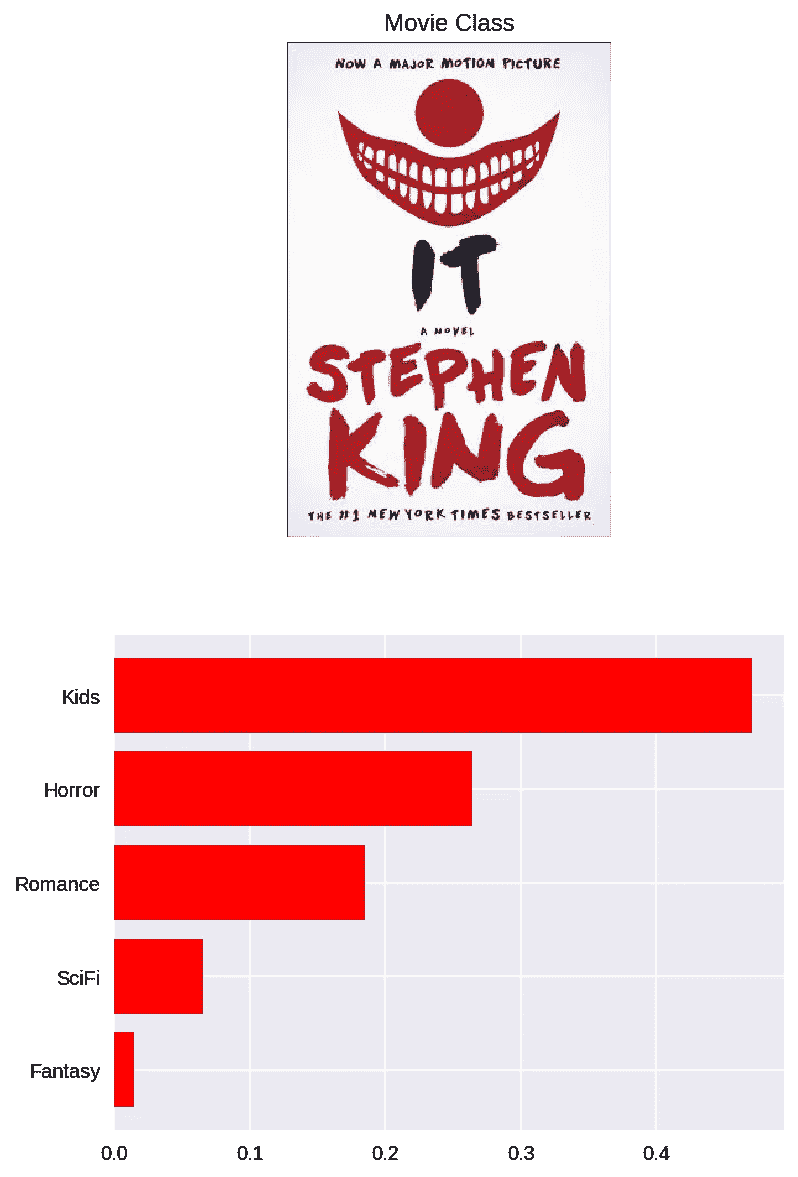 Movie Class
NOW A MAJOR MOTION PICTURE
IT
A NOVEL
STEPHEN
KING
THE #1 NEW YORK TIMES BESTSELLER
Kids
Horror
Romance
SciFi
Fantasy
0.0 0.1 0.2 0.3 0.4